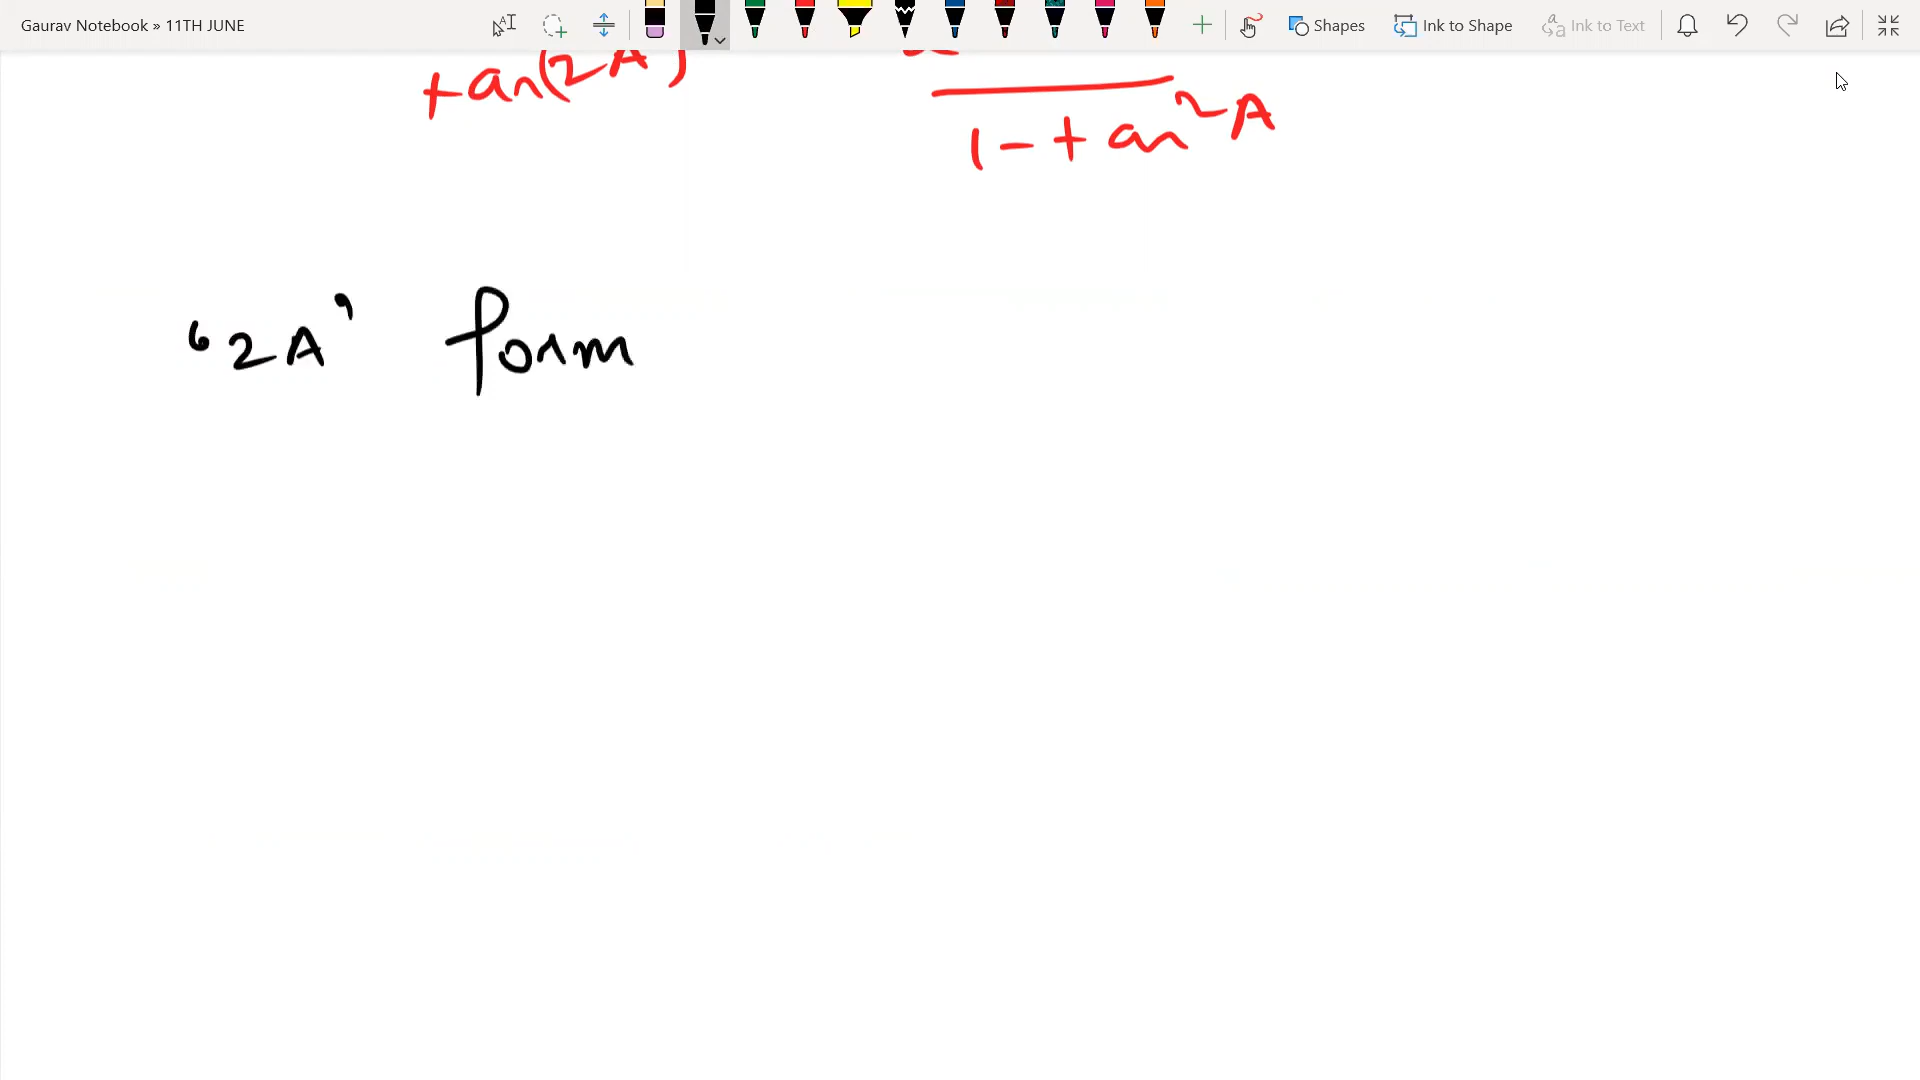 Gaurav Notebook » 11TH JUNE
Shapes
Ink to Shape
Ink to Text
tan(2A)
1 - tan²A
‘2A’ form